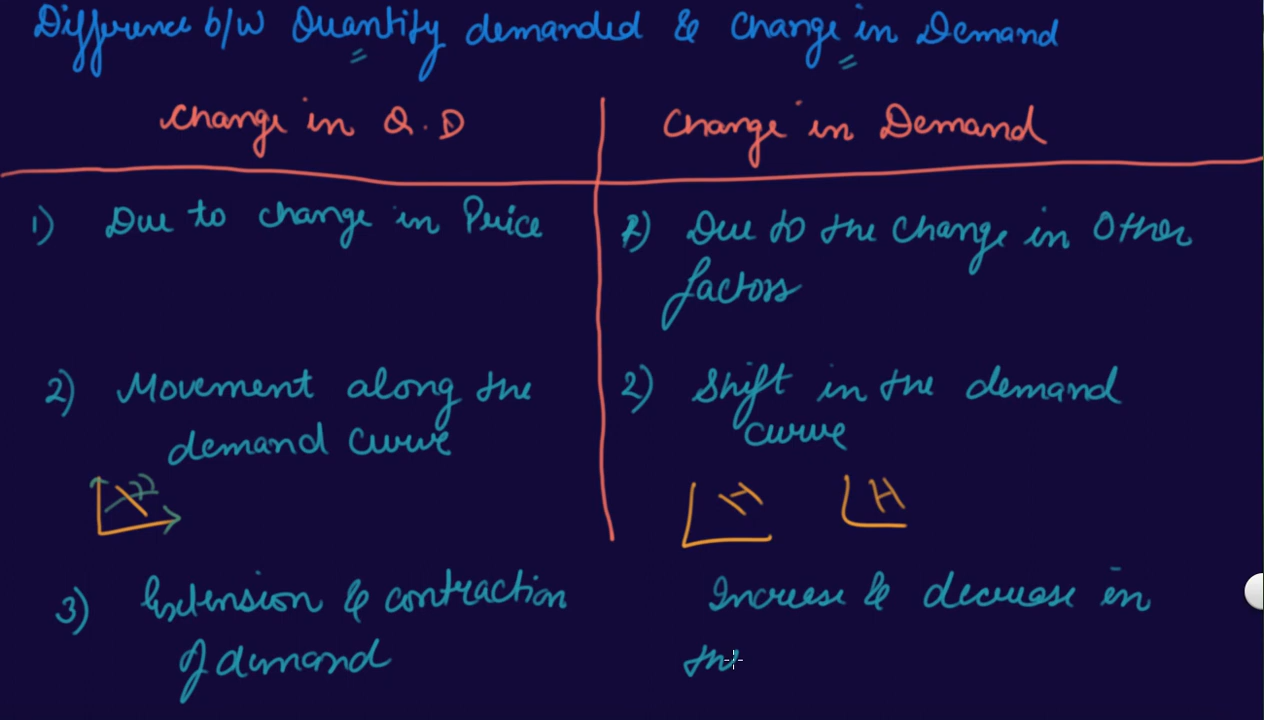 Difference b/w Quantity demanded & Change in Demand
Change in Q.D
Change in Demand
1) Due to change in Price
2) Movement along the
demand curve
3) Extension & contraction
of demand
1) Due to the change in Other
factors
2) Shift in the demand
curve
Increase & decrease in
the